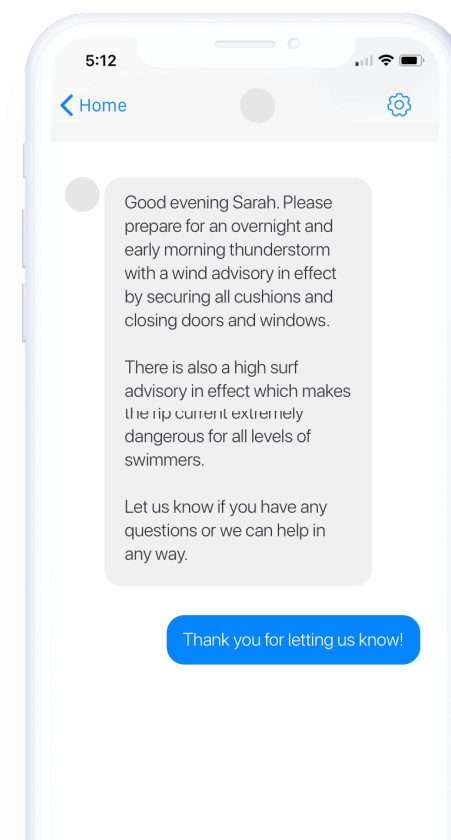 5:12
Home
Good evening Sarah. Please
prepare for an overnight and
early morning thunderstorm
with a wind advisory in effect
by securing all cushions and
closing doors and windows.
There is also a high surf
advisory in effect which makes
the rip current extremely
dangerous for all levels of
swimmers.
Let us know if you have any
questions or we can help in
any way.
Thank you for letting us know!